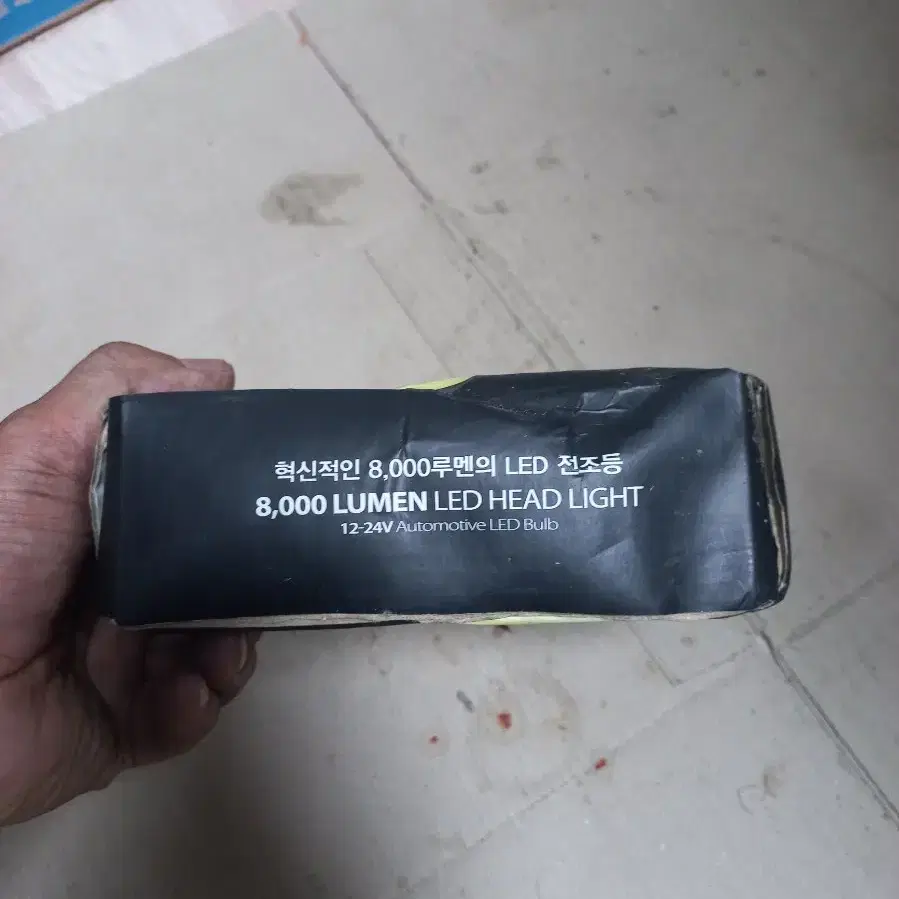 혁신적인 8,000루멘의 LED 전조등
8,000 LUMEN LED HEAD LIGHT
12-24V Automotive LED Bulb